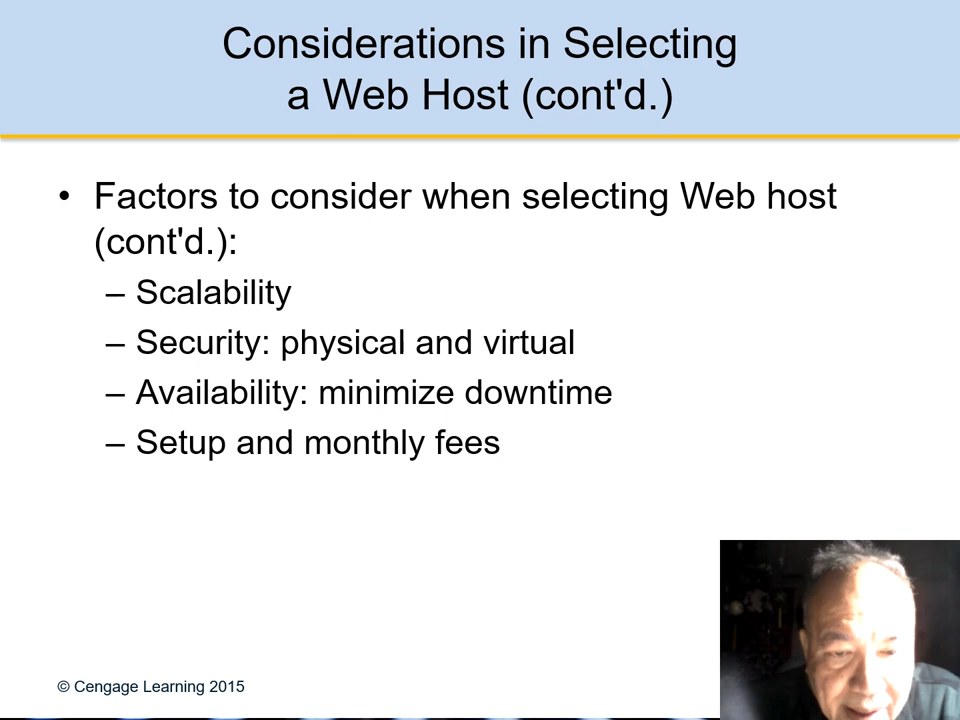 Considerations in Selecting
a Web Host (cont'd.)
• Factors to consider when selecting Web host
(cont'd.):
– Scalability
– Security: physical and virtual
– Availability: minimize downtime
– Setup and monthly fees
© Cengage Learning 2015